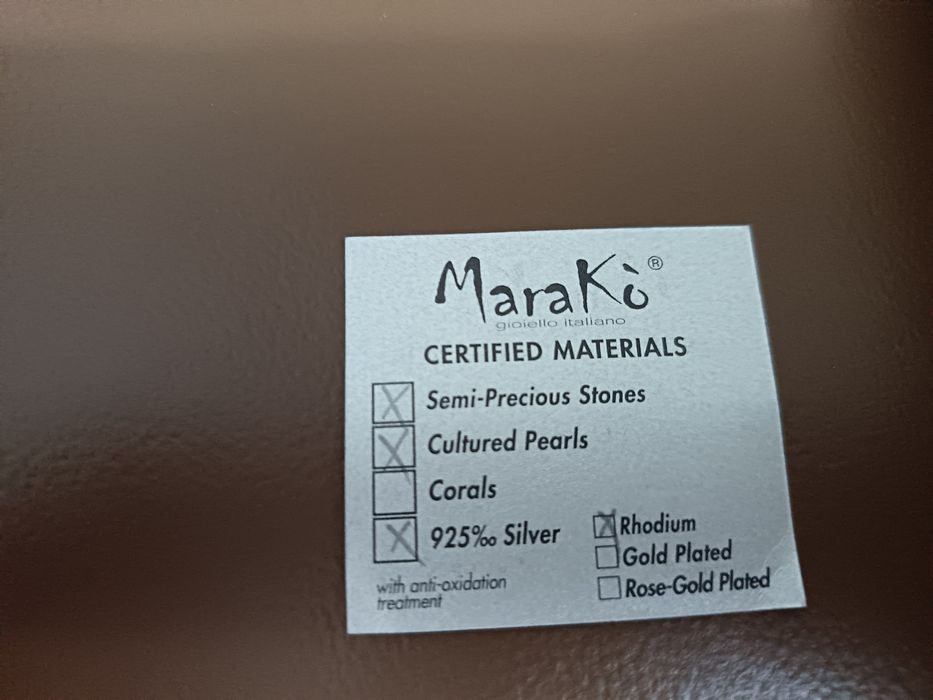 MaraKò®
gioiello italiano
CERTIFIED MATERIALS
Semi-Precious Stones
Cultured Pearls
Corals
925‰ Silver
Rhodium
Gold Plated
Rose-Gold Plated
with anti-oxidation
treatment